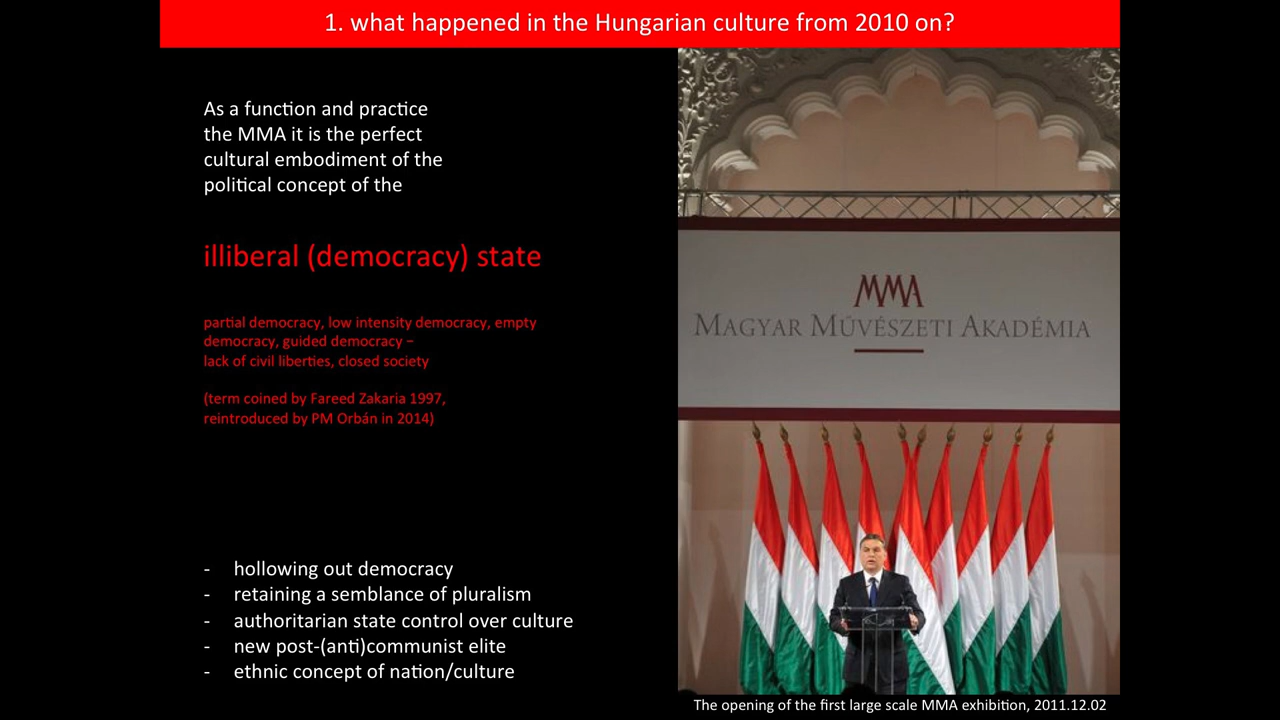 1. what happened in the Hungarian culture from 2010 on?
As a function and practice
the MMA it is the perfect
cultural embodiment of the
political concept of the
illiberal (democracy) state
partial democracy, low intensity democracy, empty
democracy, guided democracy –
lack of civil liberties, closed society
(term coined by Fareed Zakaria 1997,
reintroduced by PM Orbán in 2014)
- hollowing out democracy
- retaining a semblance of pluralism
- authoritarian state control over culture
- new post-(anti)communist elite
- ethnic concept of nation/culture
MMA
MAGYAR MŰVÉSZETI AKADÉMIA
The opening of the first large scale MMA exhibition, 2011.12.02